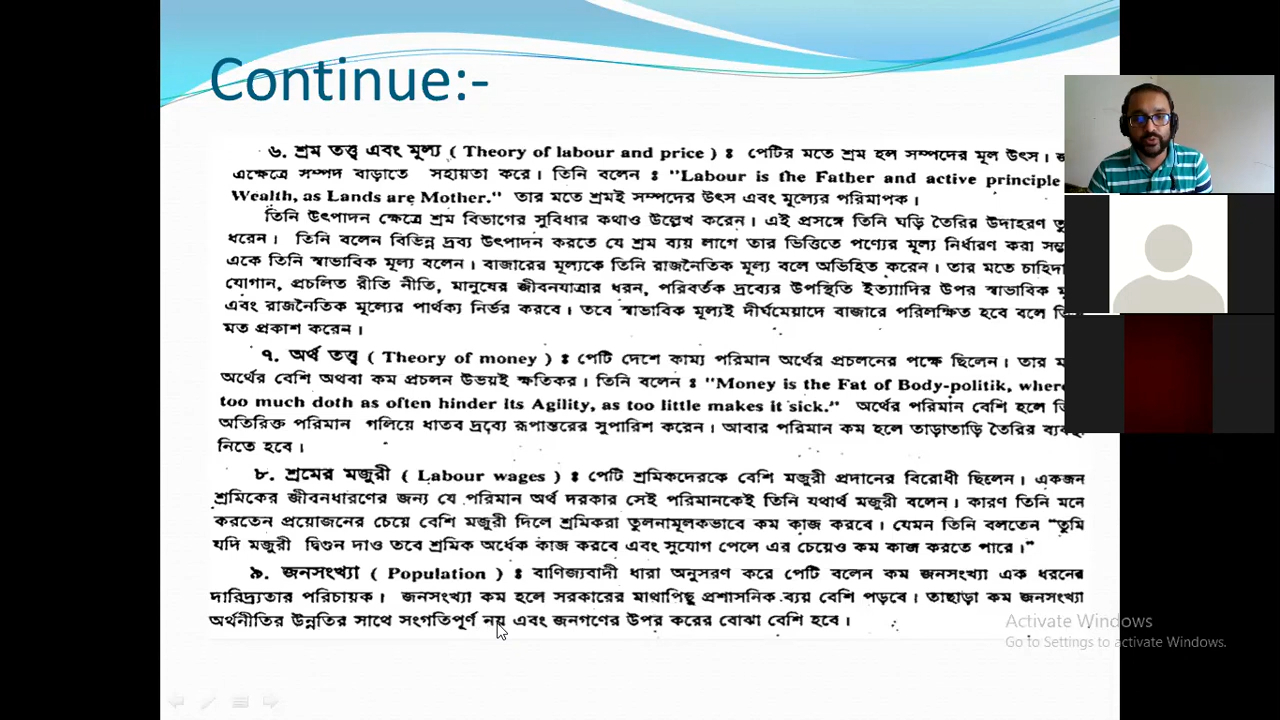 Continue:-
৬. শ্রম তত্ত্ব এবং মূল্য ( Theory of labour and price ) ঃ পেটির মতে শ্রম হল সম্পদের মূল উৎস।
এক্ষেত্রে সম্পদ বাড়াতে সহায়তা করে। তিনি বলেন ঃ "Labour is the Father and active principle
Wealth, as Lands are Mother." তার মতে শ্রমই সম্পদের উৎস এবং মূল্যের পরিমাপক।
তিনি উৎপাদন ক্ষেত্রে শ্রম বিভাগের সুবিধার কথাও উল্লেখ করেন। এই প্রসঙ্গে তিনি ঘড়ি তৈরির উদাহরণ
ধরেন। তিনি বলেন বিভিন্ন দ্রব্য উৎপাদন করতে যে শ্রম ব্যয় লাগে তার ভিত্তিতে পণ্যের মূল্য নির্ধারণ করা
একে তিনি স্বাভাবিক মূল্য বলেন। বাজারের মূল্যকে তিনি রাজনৈতিক মূল্য বলে অভিহিত করেন। তার মতে
যোগান, প্রচলিত রীতি নীতি, মানুষের জীবনযাত্রার ধরন, পরিবর্তক দ্রব্যের উপস্থিতি ইত্যাাদির উপর স্বাভাবিক
এবং রাজনৈতিক মূল্যের পার্থক্য নির্ভর করবে। তবে স্বাভাবিক মূল্যই দীর্ঘমেয়াদে বাজারে পরিলক্ষিত হবে বলে
মত প্রকাশ করেন।
৭. অর্থ তত্ত্ব ( Theory of money ) ঃ পেটি দেশে কাম্য পরিমান অর্থের প্রচলনের পক্ষে ছিলেন। তার
অর্থের বেশি অথবা কম প্রচলন উভয়ই ক্ষতিকর। তিনি বলেন ঃ "Money is the Fat of Body-politik,
too much doth as often hinder its Agility, as too little makes it sick." অর্থের পরিমান বেশি হলে
অতিরিক্ত পরিমান গলিয়ে ধাতব দ্রব্যে রূপান্তরের সুপারিশ করেন। আবার পরিমান কম হলে তাড়াতাড়ি তৈরির
নিতে হবে।
৮. শ্রমের মজুরী ( Labour wages ) ঃ পেটি শ্রমিকদেরকে বেশি মজুরী প্রদানের বিরোধী ছিলেন। একজন
শ্রমিকের জীবনধারণের জন্য যে পরিমান অর্থ দরকার সেই পরিমানকেই তিনি যথার্থ মজুরী বলেন। কারণ তিনি মনে
করতেন প্রয়োজনের চেয়ে বেশি মজুরী দিলে শ্রমিকরা তুলনামূলকভাবে কম কাজ করবে। যেমন তিনি বলতেন "তুমি
যদি মজুরী দ্বিগুন দাও তবে শ্রমিক অর্ধেক কাজ করবে এবং সুযোগ পেলে এর চেয়েও কম কাজ করতে পারে।"
৯. জনসংখ্যা ( Population ) ঃ বাণিজ্যবাদী ধারা অনুসরণ করে পেটি বলেন কম জনসংখ্যা এক ধরনের
দারিদ্র্যতার পরিচায়ক। জনসংখ্যা কম হলে সরকারের মাথাপিছু প্রশাসনিক ব্যয় বেশি পড়বে। তাছাড়া কম জনসংখ্যা
অর্থনীতির উন্নতির সাথে সংগতিপূর্ণ নয় এবং জনগণের উপর করের বোঝা বেশি হবে।
Activate Windows
Go to Settings to activate Windows.